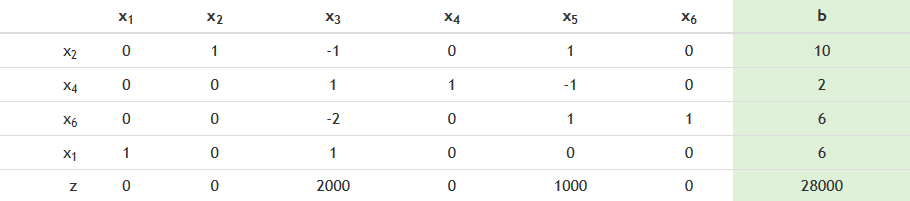 x₁ x₂ x₃ x₄ x₅ x₆ b
x₂ 0 1 -1 0 1 0 10
x₄ 0 0 1 1 -1 0 2
x₆ 0 0 -2 0 1 1 6
x₁ 1 0 1 0 0 0 6
z 0 0 2000 0 1000 0 28000